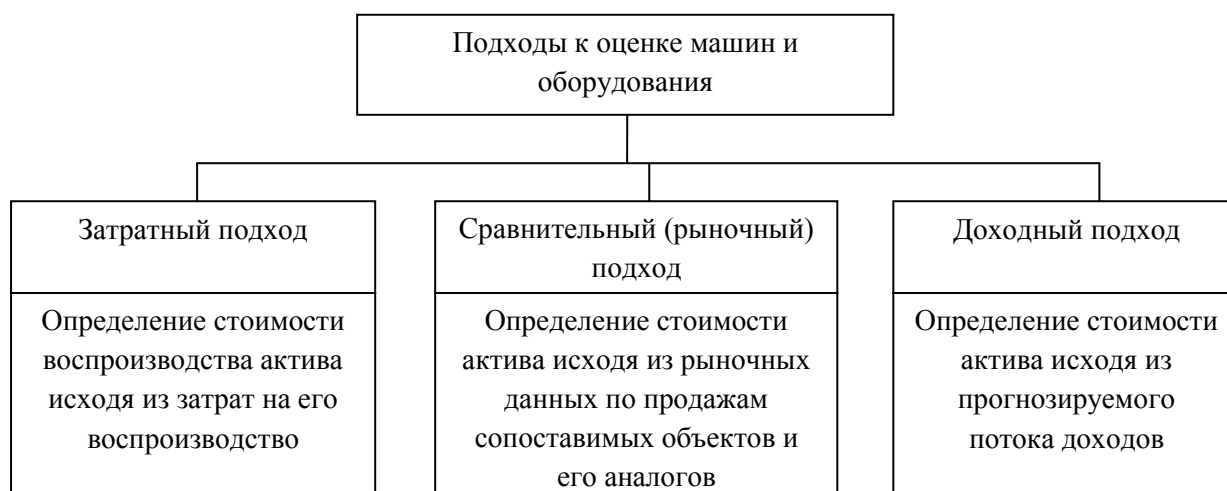 Подходы к оценке машин и
оборудования
Затратный подход
Определение стоимости
воспроизводства актива
исходя из затрат на его
воспроизводство
Сравнительный (рыночный)
подход
Определение стоимости
актива исходя из рыночных
данных по продажам
сопоставимых объектов и
его аналогов
Доходный подход
Определение стоимости
актива исходя из
прогнозируемого
потока доходов